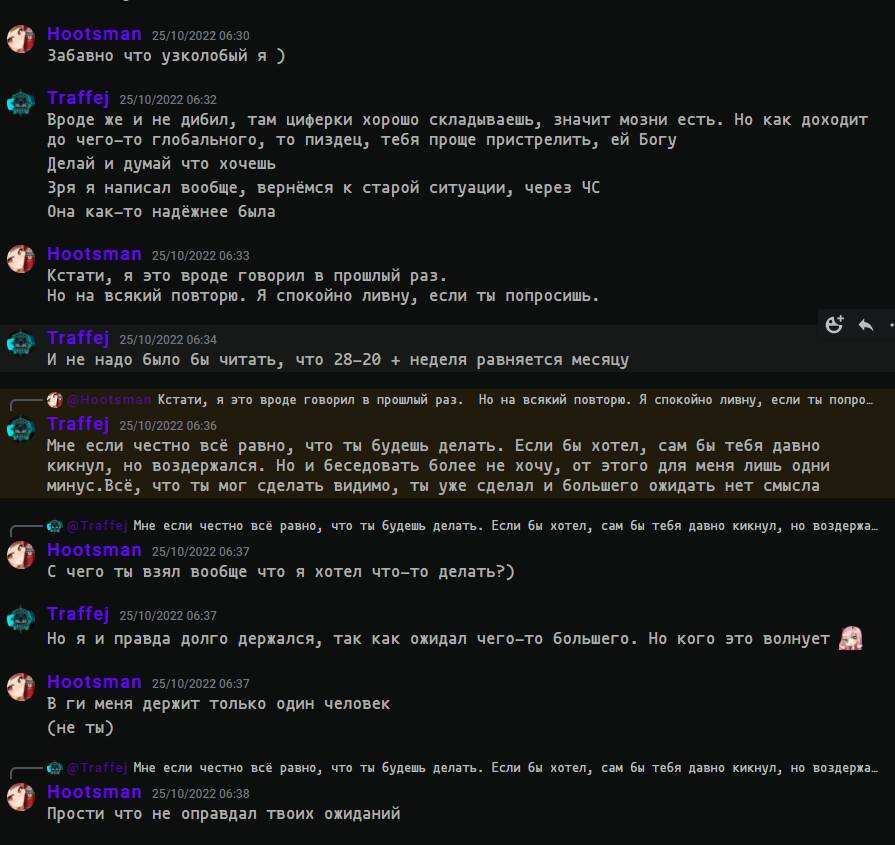 Hootsman 25/10/2022 06:30
Забавно что узколобый я )
Traffej 25/10/2022 06:32
Вроде же и не дибил, там циферки хорошо складываешь, значит мозни есть. Но как доходит
до чего-то глобального, то пиздец, тебя проще пристрелить, ей Богу
Делай и думай что хочешь
Зря я написал вообще, вернёмся к старой ситуации, через ЧС
Она как-то надёжнее была
Hootsman 25/10/2022 06:33
Кстати, я это вроде говорил в прошлый раз.
Но на всякий повторю. Я спокойно ливну, если ты попросишь.
Traffej 25/10/2022 06:34
И не надо было бы читать, что 28-20 + неделя равняется месяцу
@Hootsman Кстати, я это вроде говорил в прошлый раз. Но на всякий повторю. Я спокойно ливну, если ты попро…
Traffej 25/10/2022 06:36
Мне если честно всё равно, что ты будешь делать. Если бы хотел, сам бы тебя давно
кикнул, но воздержался. Но и беседовать более не хочу, от этого для меня лишь одни
минус.Всё, что ты мог сделать видимо, ты уже сделал и большего ожидать нет смысла
@Traffej Мне если честно всё равно, что ты будешь делать. Если бы хотел, сам бы тебя давно кикнул, но воздержа…
Hootsman 25/10/2022 06:37
С чего ты взял вообще что я хотел что-то делать?)
Traffej 25/10/2022 06:37
Но я и правда долго держался, так как ожидал чего-то большего. Но кого это волнует
Hootsman 25/10/2022 06:37
В ги меня держит только один человек
(не ты)
@Traffej Мне если честно всё равно, что ты будешь делать. Если бы хотел, сам бы тебя давно кикнул, но воздержа…
Hootsman 25/10/2022 06:38
Прости что не оправдал твоих ожиданий